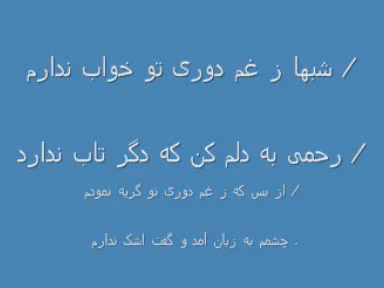 / شبها ز غم دوری تو خواب ندارم
/ رحمی به دلم کن که دگر تاب ندارد
/ از بس که ز غم دوری تو گریه نمودم
. چشمم به زبان آمد و گفت اشک ندارم